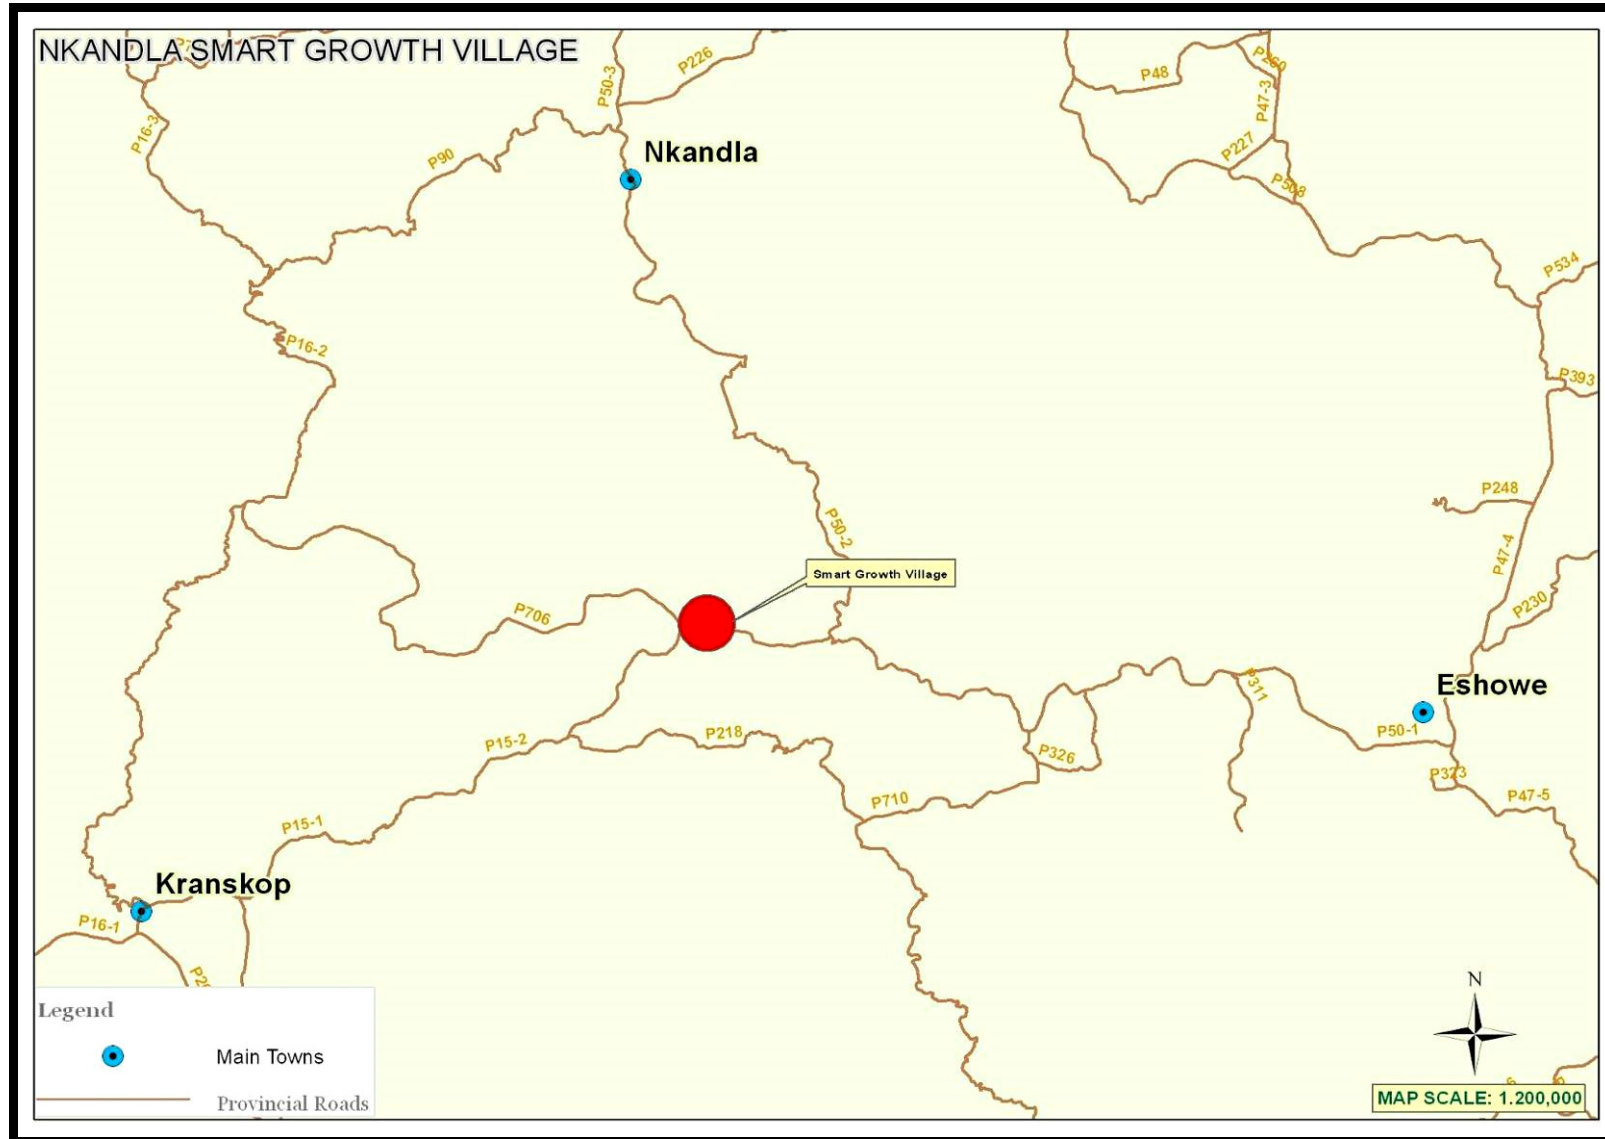 NKANDLA SMART GROWTH VILLAGE
P50-3
P226
P48
P260
P47-3
P16-3
P90
Nkandla
P227
P508
P534
P16-2
P393
P248
P50-2
P47-4
Smart Growth Village
P706
P230
P311
Eshowe
P50-1
P15-2
P218
P326
P323
P710
P47-5
P15-1
Kranskop
P16-1
N
Legend
Main Towns
Provincial Roads
MAP SCALE: 1.200,000